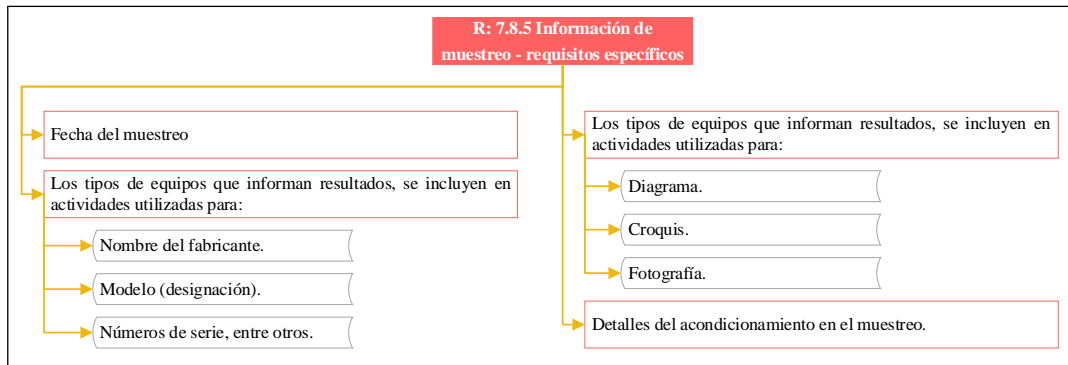 R: 7.8.5 Información de
muestreo - requisitos específicos
Fecha del muestreo
Los tipos de equipos que informan resultados, se incluyen en
actividades utilizadas para:
Nombre del fabricante.
Modelo (designación).
Números de serie, entre otros.
Los tipos de equipos que informan resultados, se incluyen en
actividades utilizadas para:
Diagrama.
Croquis.
Fotografía.
Detalles del acondicionamiento en el muestreo.